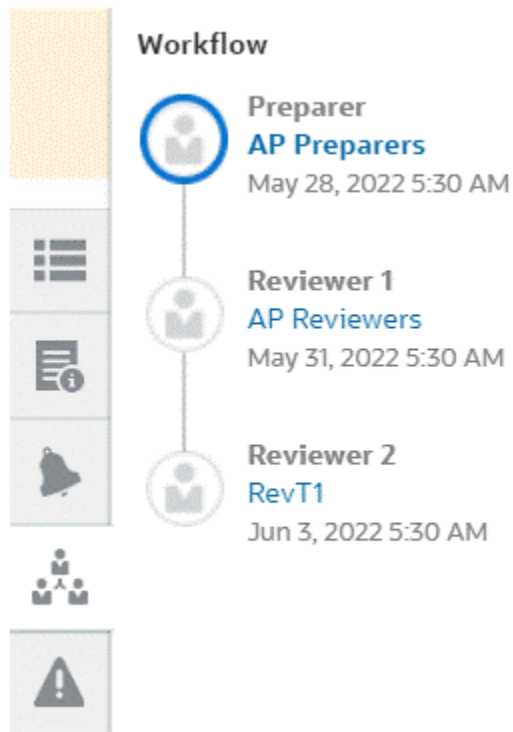 Workflow
Preparer
AP Preparers
May 28, 2022 5:30 AM
Reviewer 1
AP Reviewers
May 31, 2022 5:30 AM
Reviewer 2
RevT1
Jun 3, 2022 5:30 AM